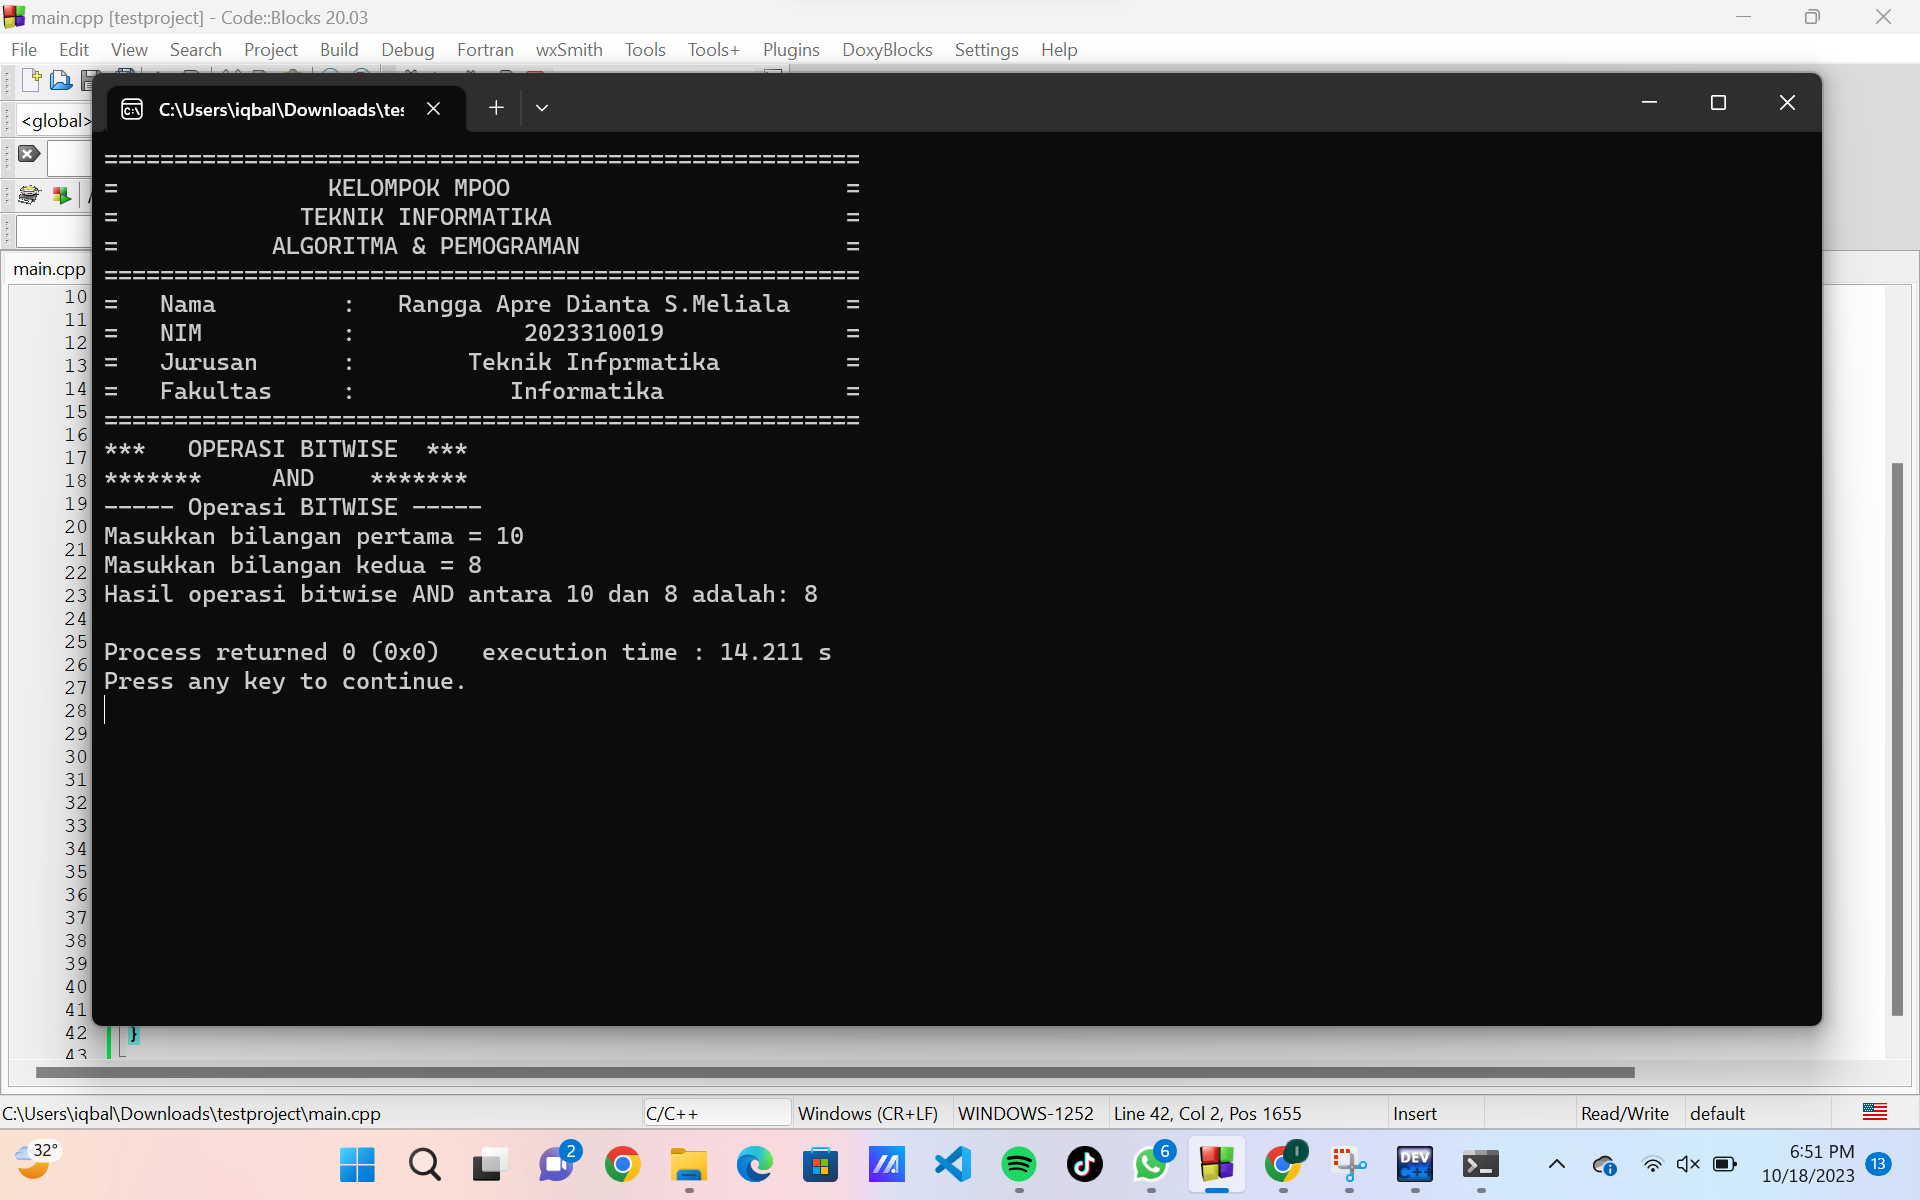 main.cpp [testproject] - Code::Blocks 20.03
File Edit View Search Project Build Debug Fortran wxSmith Tools Tools+ Plugins DoxyBlocks Settings Help
C:\Users\iqbal\Downloads\tes
<global>
main.cpp
======================================================
= KELOMPOK MPOO =
= TEKNIK INFORMATIKA =
= ALGORITMA & PEMOGRAMAN =
======================================================
= Nama : Rangga Apre Dianta S.Meliala =
= NIM : 2023310019 =
= Jurusan : Teknik Infprmatika =
= Fakultas : Informatika =
======================================================
*** OPERASI BITWISE ***
******* AND *******
----- Operasi BITWISE -----
Masukkan bilangan pertama = 10
Masukkan bilangan kedua = 8
Hasil operasi bitwise AND antara 10 dan 8 adalah: 8
Process returned 0 (0x0) execution time : 14.211 s
Press any key to continue.
10
11
12
13
14
15
16
17
18
19
20
21
22
23
24
25
26
27
28
29
30
31
32
33
34
35
36
37
38
39
40
41
42 }
43
C:\Users\iqbal\Downloads\testproject\main.cpp C/C++ Windows (CR+LF) WINDOWS-1252 Line 42, Col 2, Pos 1655 Insert Read/Write default
32°
2
6
I
DEV C++
6:51 PM
10/18/2023
13